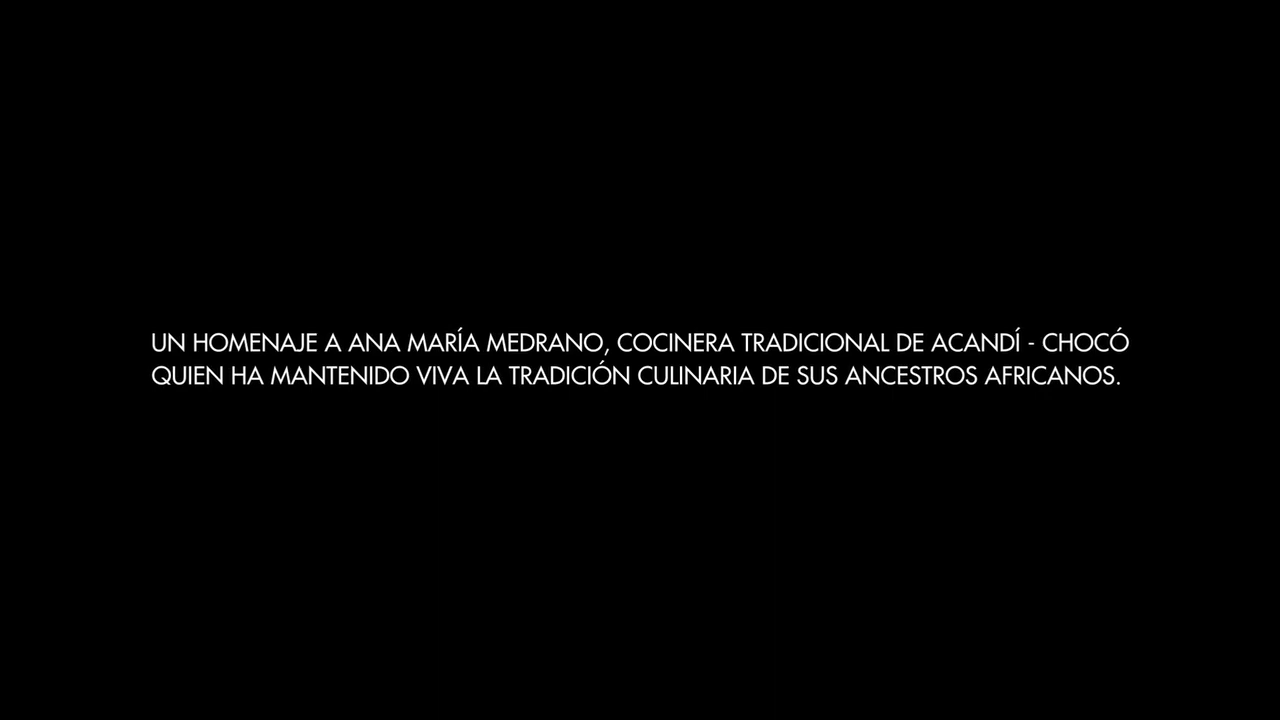 UN HOMENAJE A ANA MARÍA MEDRANO, COCINERA TRADICIONAL DE ACANDÍ - CHOCÓ
QUIEN HA MANTENIDO VIVA LA TRADICIÓN CULINARIA DE SUS ANCESTROS AFRICANOS.